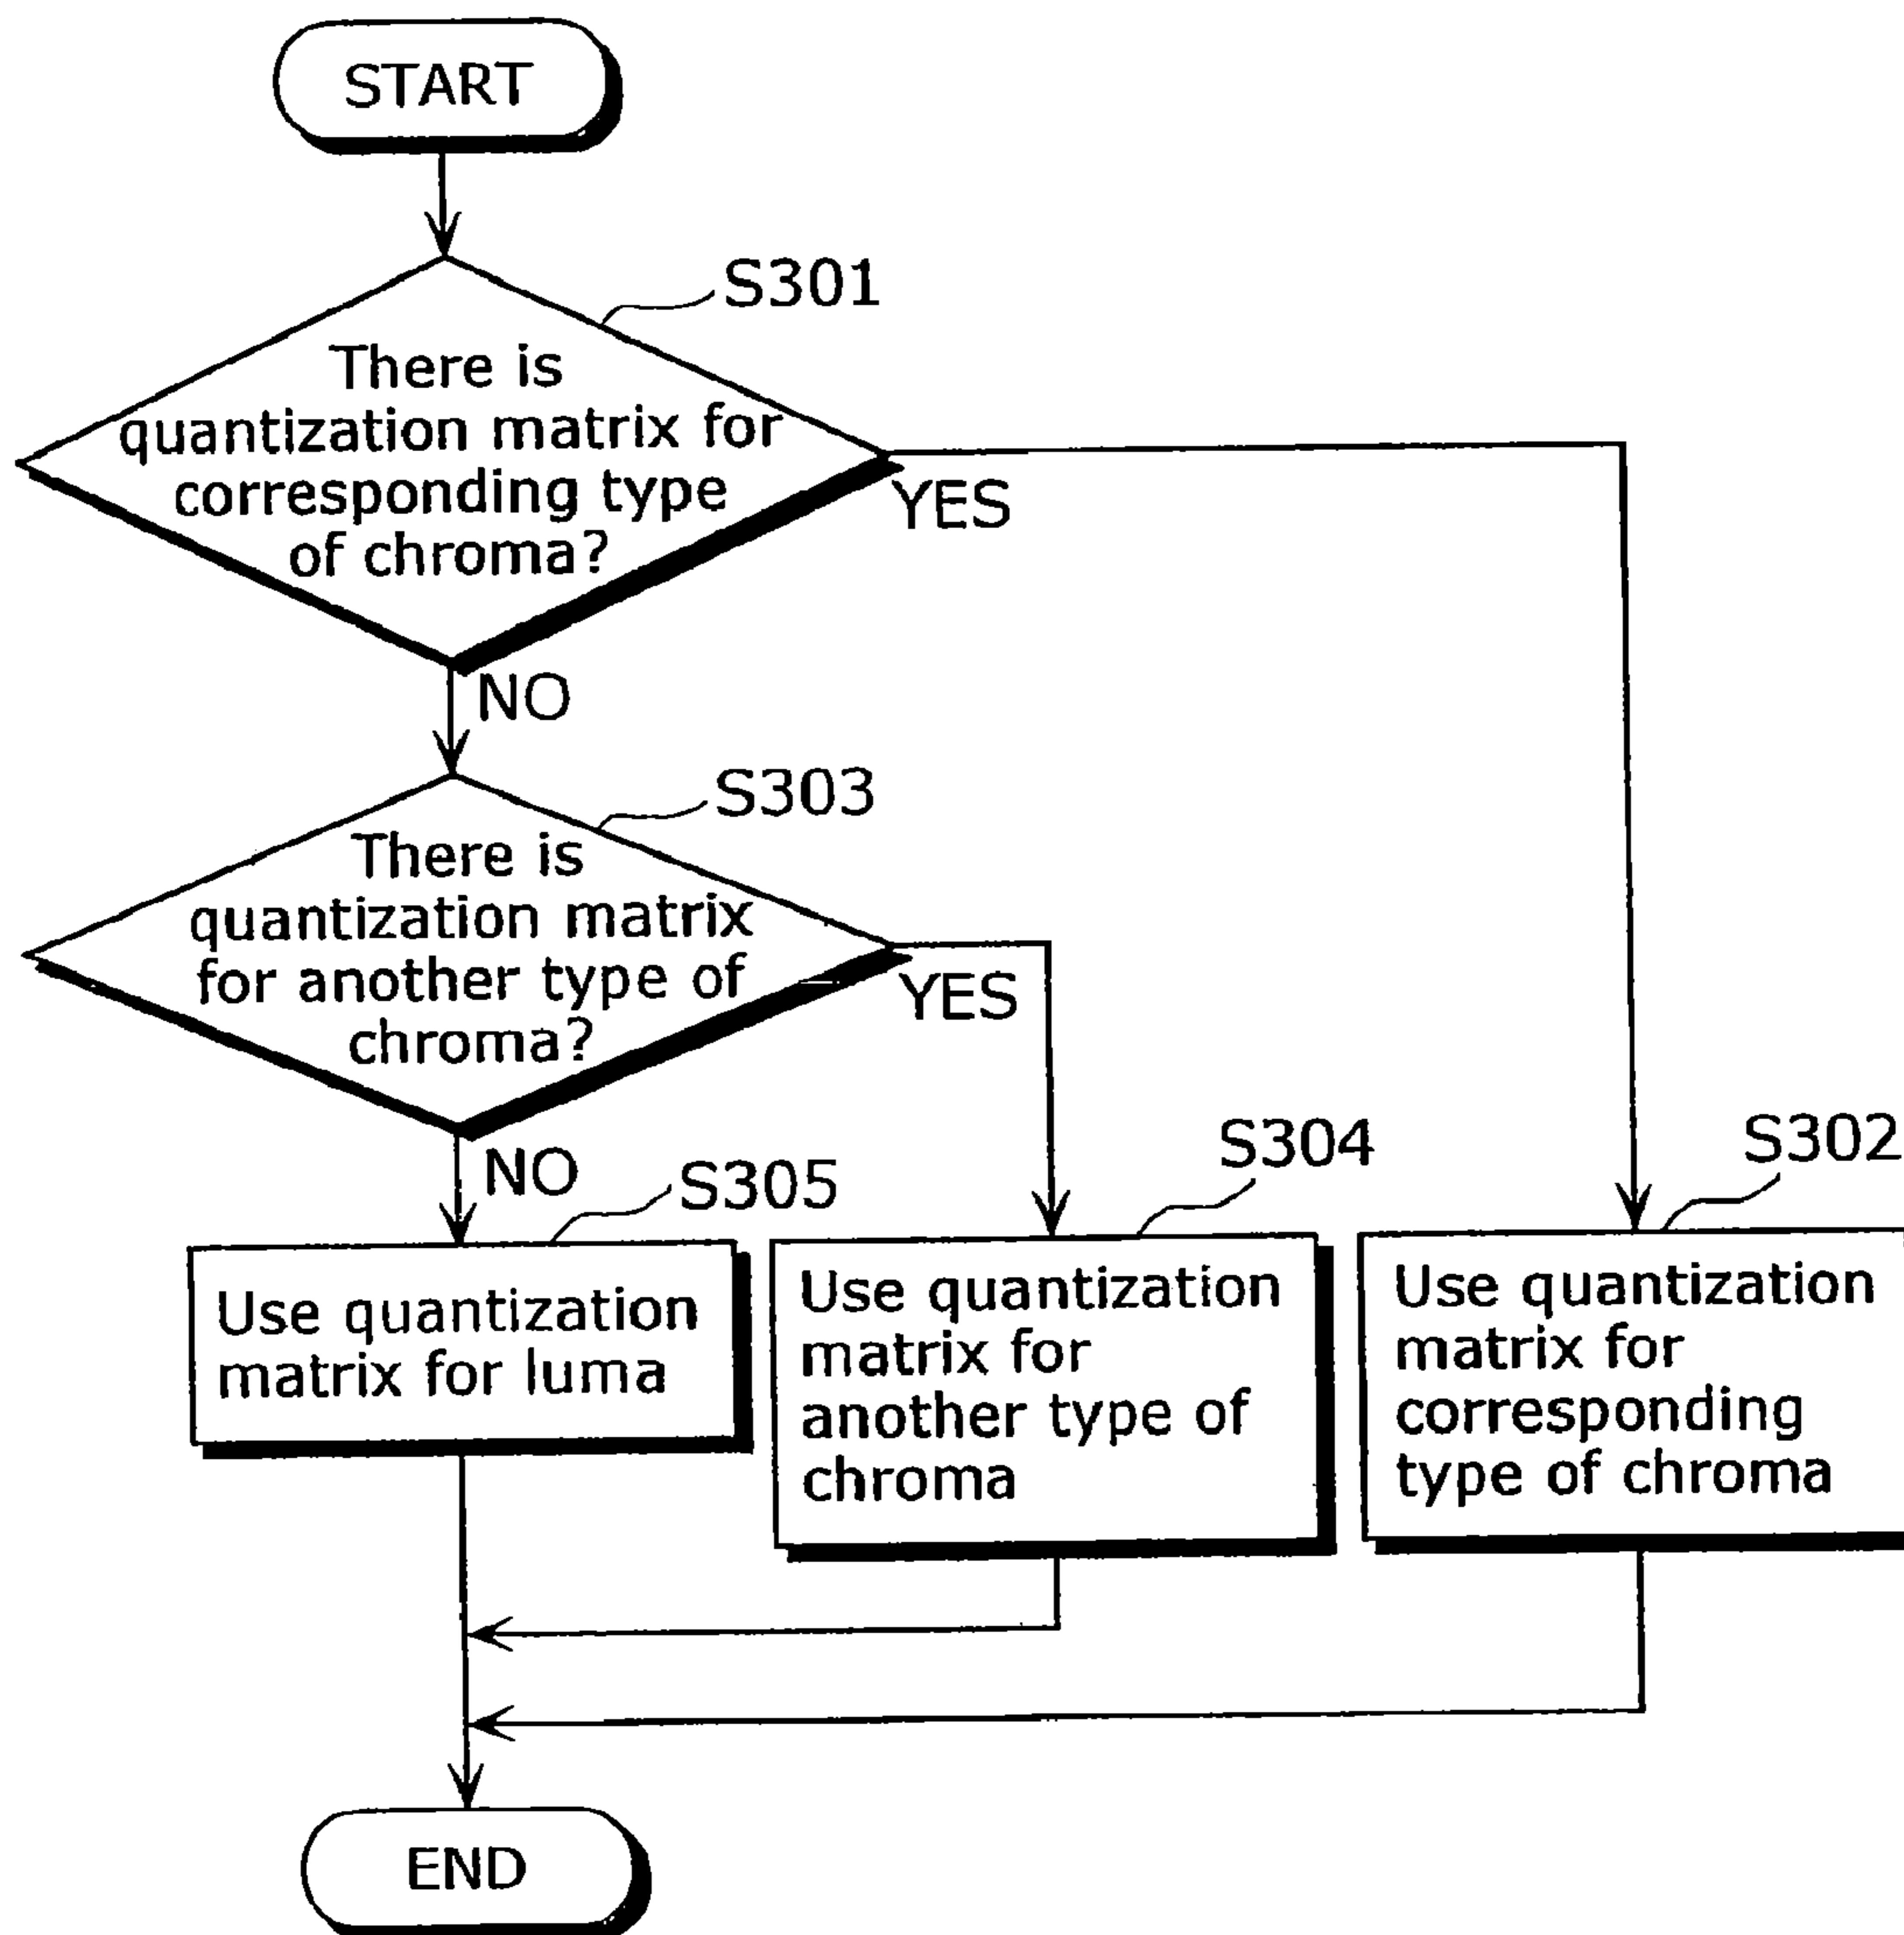 START
S301
There is
quantization matrix for
corresponding type
of chroma?
YES
NO
S303
There is
quantization matrix
for another type of
chroma?
YES
NO
S305
S304
S302
Use quantization
matrix for luma
Use quantization
matrix for
another type of
chroma
Use quantization
matrix for
corresponding
type of chroma
END